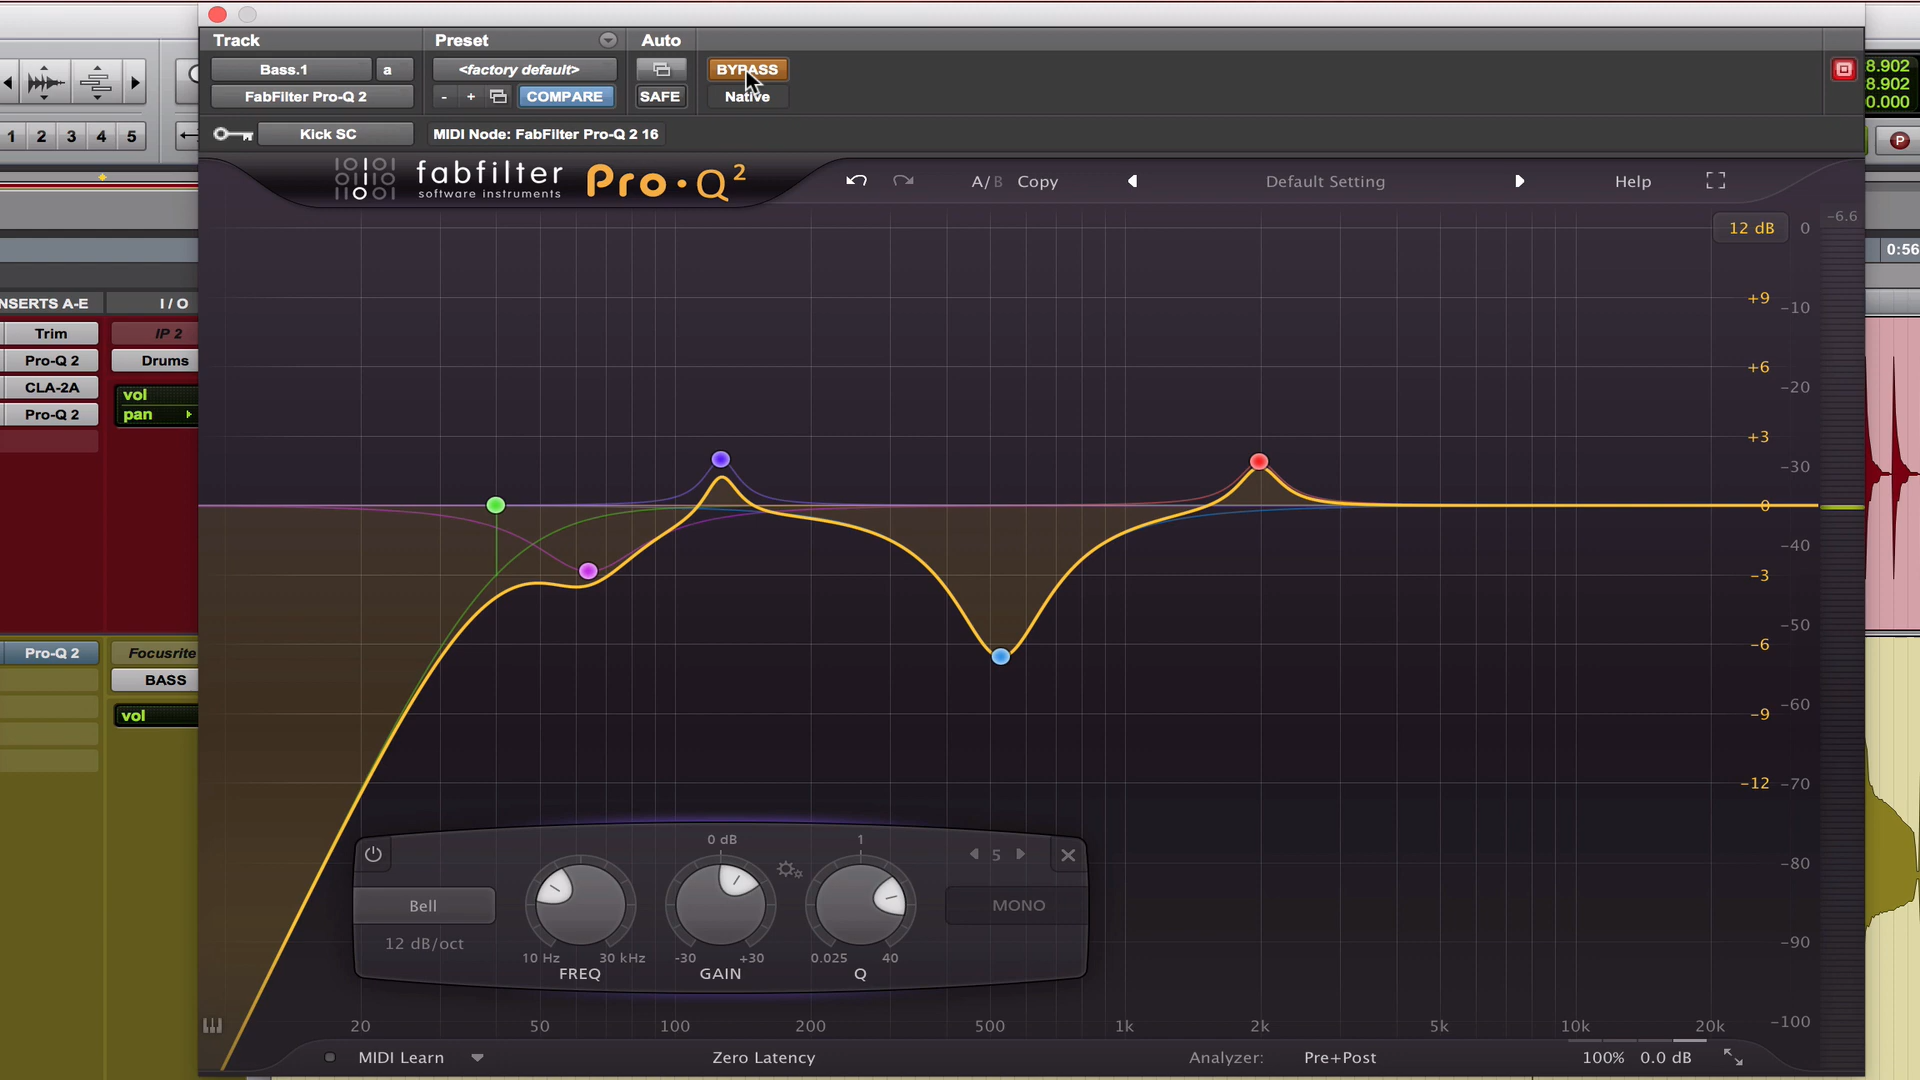 Track
Preset
Auto
Bass.1
a
<factory default>
BYPASS
FabFilter Pro-Q 2
-
+
COMPARE
SAFE
Native
Kick SC
MIDI Node: FabFilter Pro-Q 2 16
8.902
8.902
0.000
1 2 3 4 5
P
fabfilter
software instruments
Pro·Q 2
A/B Copy
Default Setting
Help
12 dB
0
-6.6
0:56
NSERTS A-E
I / O
Trim
IP 2
Pro-Q 2
Drums
CLA-2A
vol
Pro-Q 2
pan
+9
-10
+6
-20
+3
-30
0
-40
-3
-50
-6
-60
-9
-12
-70
-80
-90
-100
Pro-Q 2
Focusrite
BASS
vol
0 dB
1
5
Bell
MONO
12 dB/oct
10 Hz
30 kHz
-30
+30
0.025
40
FREQ
GAIN
Q
20
50
100
200
500
1k
2k
5k
10k
20k
MIDI Learn
Zero Latency
Analyzer:
Pre+Post
100%
0.0 dB